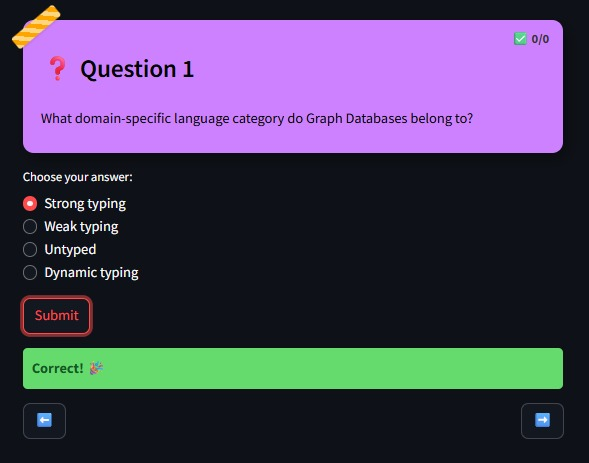 ✅ 0/0
❓ Question 1
What domain-specific language category do Graph Databases belong to?
Choose your answer:
Strong typing
Weak typing
Untyped
Dynamic typing
Submit
Correct! 🎉